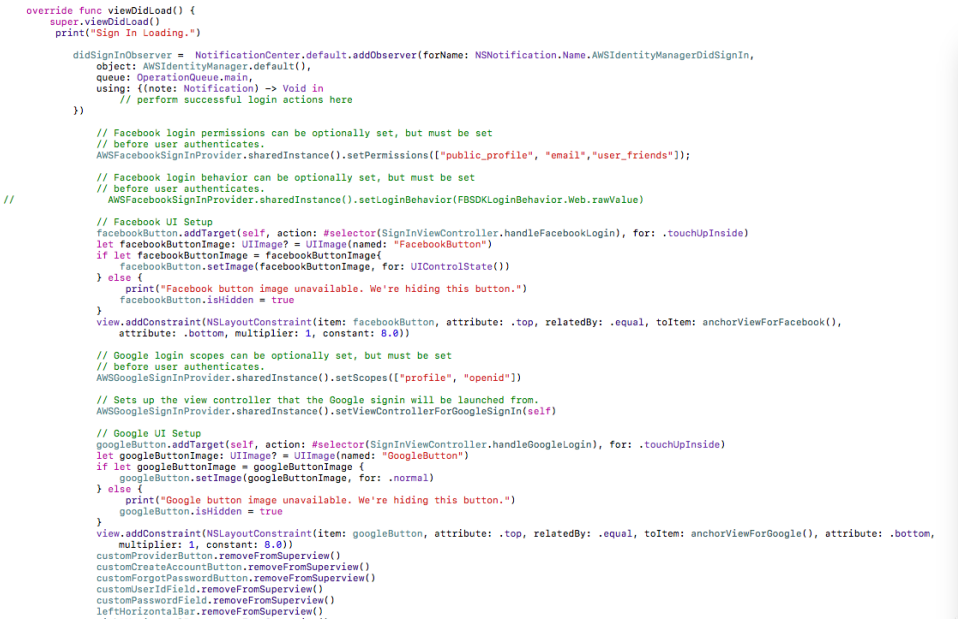 override func viewDidLoad() {
super.viewDidLoad()
print("Sign In Loading.")
didSignInObserver =  NotificationCenter.default.addObserver(forName: NSNotification.Name.AWSIdentityManagerDidSignIn,
object: AWSIdentityManager.default(),
queue: OperationQueue.main,
using: {(note: Notification) -> Void in
// perform successful login actions here
})
// Facebook login permissions can be optionally set, but must be set
// before user authenticates.
AWSFacebookSignInProvider.sharedInstance().setPermissions(["public_profile", "email","user_friends"]);
// Facebook login behavior can be optionally set, but must be set
// before user authenticates.
//               AWSFacebookSignInProvider.sharedInstance().setLoginBehavior(FBSDKLoginBehavior.Web.rawValue)
// Facebook UI Setup
facebookButton.addTarget(self, action: #selector(SignInViewController.handleFacebookLogin), for: .touchUpInside)
let facebookButtonImage: UIImage? = UIImage(named: "FacebookButton")
if let facebookButtonImage = facebookButtonImage{
facebookButton.setImage(facebookButtonImage, for: UIControlState())
} else {
print("Facebook button image unavailable. We're hiding this button.")
facebookButton.isHidden = true
}
view.addConstraint(NSLayoutConstraint(item: facebookButton, attribute: .top, relatedBy: .equal, toItem: anchorViewForFacebook(),
attribute: .bottom, multiplier: 1, constant: 8.0))
// Google login scopes can be optionally set, but must be set
// before user authenticates.
AWSGoogleSignInProvider.sharedInstance().setScopes(["profile", "openid"])
// Sets up the view controller that the Google signin will be launched from.
AWSGoogleSignInProvider.sharedInstance().setViewControllerForGoogleSignIn(self)
// Google UI Setup
googleButton.addTarget(self, action: #selector(SignInViewController.handleGoogleLogin), for: .touchUpInside)
let googleButtonImage: UIImage? = UIImage(named: "GoogleButton")
if let googleButtonImage = googleButtonImage {
googleButton.setImage(googleButtonImage, for: .normal)
} else {
print("Google button image unavailable. We're hiding this button.")
googleButton.isHidden = true
}
view.addConstraint(NSLayoutConstraint(item: googleButton, attribute: .top, relatedBy: .equal, toItem: anchorViewForGoogle(), attribute: .bottom,
multiplier: 1, constant: 8.0))
customProviderButton.removeFromSuperview()
customCreateAccountButton.removeFromSuperview()
customForgotPasswordButton.removeFromSuperview()
customUserIdField.removeFromSuperview()
customPasswordField.removeFromSuperview()
leftHorizontalBar.removeFromSuperview()